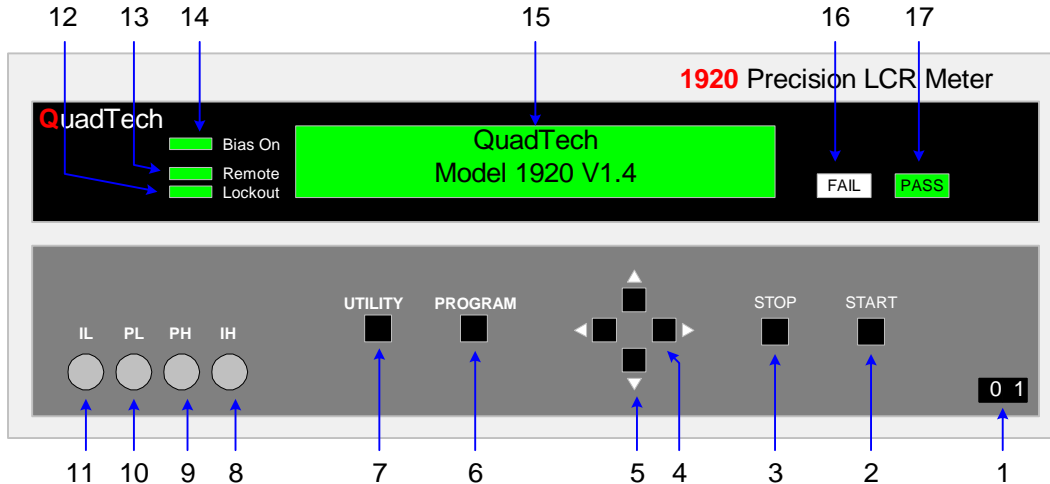 12 13 14 15 16 17
1920 Precision LCR Meter
QuadTech
Bias On
Remote
Lockout
QuadTech
Model 1920 V1.4
FAIL
PASS
UTILITY PROGRAM
STOP START
IL PL PH IH
0 1
11 10 9 8 7 6 5 4 3 2 1